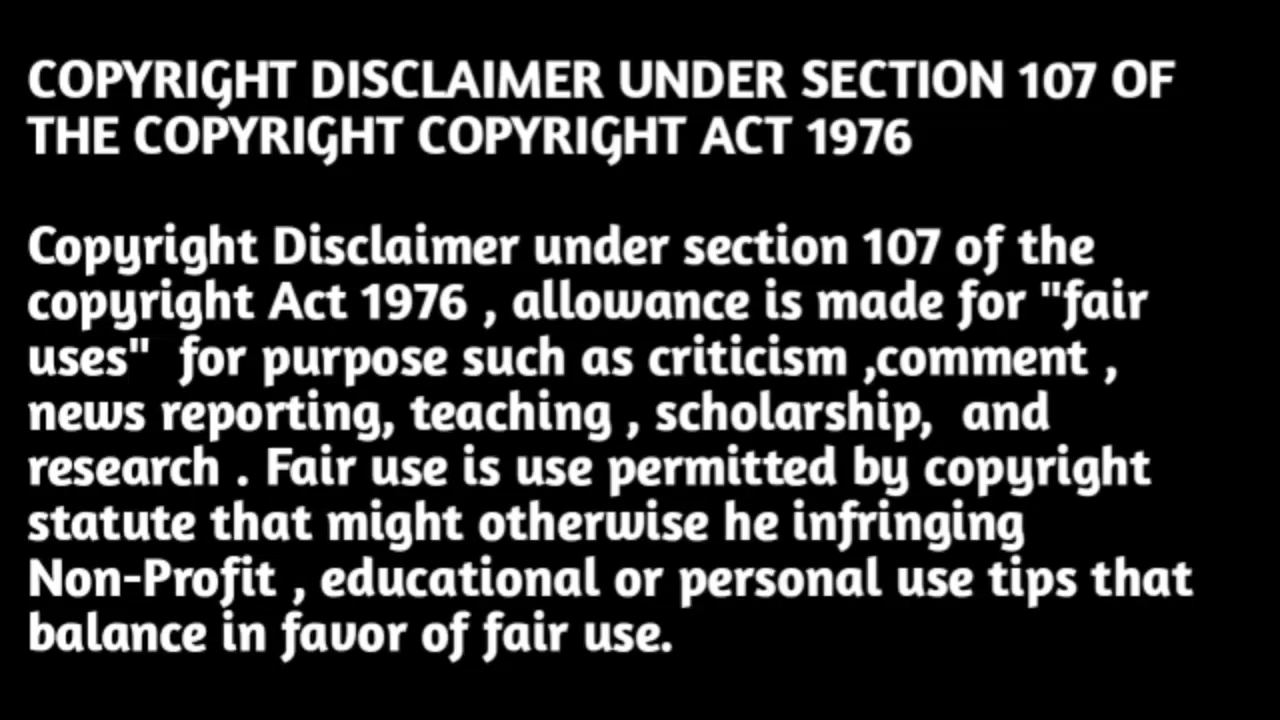 COPYRIGHT DISCLAIMER UNDER SECTION 107 OF
THE COPYRIGHT COPYRIGHT ACT 1976
Copyright Disclaimer under section 107 of the
copyright Act 1976 , allowance is made for "fair
uses"  for purpose such as criticism ,comment ,
news reporting, teaching , scholarship,  and
research . Fair use is use permitted by copyright
statute that might otherwise he infringing
Non-Profit , educational or personal use tips that
balance in favor of fair use.